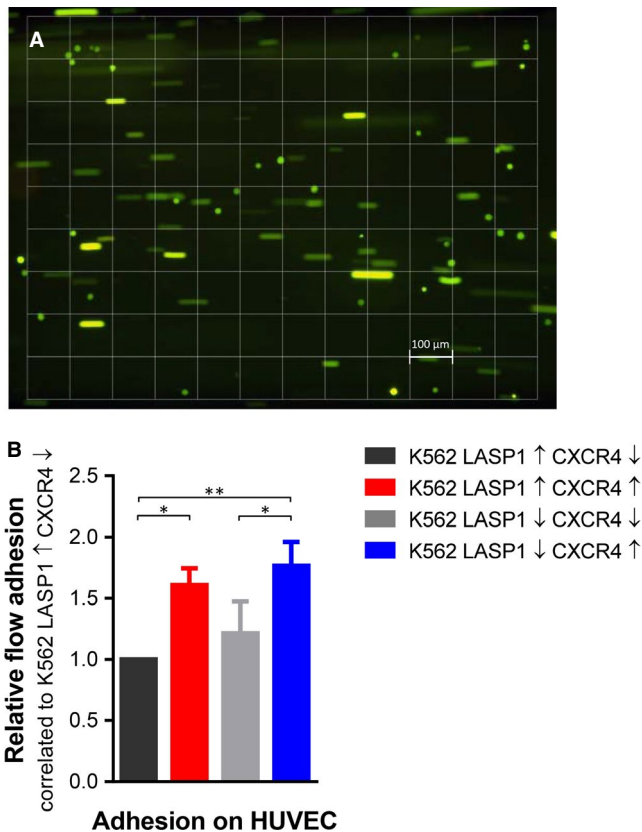 A
100 µm
B
Relative flow adhesion
correlated to K562 LASP1 ↑ CXCR4 ↓
2.5
2.0
1.5
1.0
0.5
0.0
**
*
*
Adhesion on HUVEC
K562 LASP1 ↑ CXCR4 ↓
K562 LASP1 ↑ CXCR4 ↑
K562 LASP1 ↓ CXCR4 ↓
K562 LASP1 ↓ CXCR4 ↑